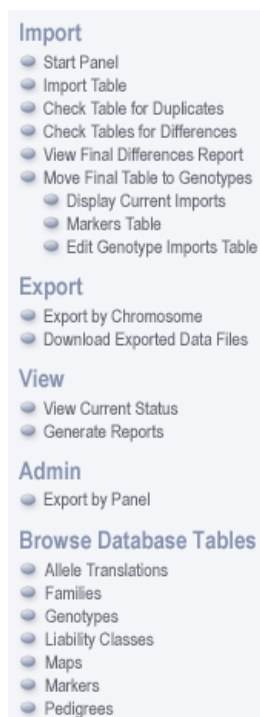 Import
Start Panel
Import Table
Check Table for Duplicates
Check Tables for Differences
View Final Differences Report
Move Final Table to Genotypes
Display Current Imports
Markers Table
Edit Genotype Imports Table
Export
Export by Chromosome
Download Exported Data Files
View
View Current Status
Generate Reports
Admin
Export by Panel
Browse Database Tables
Allele Translations
Families
Genotypes
Liability Classes
Maps
Markers
Pedigrees